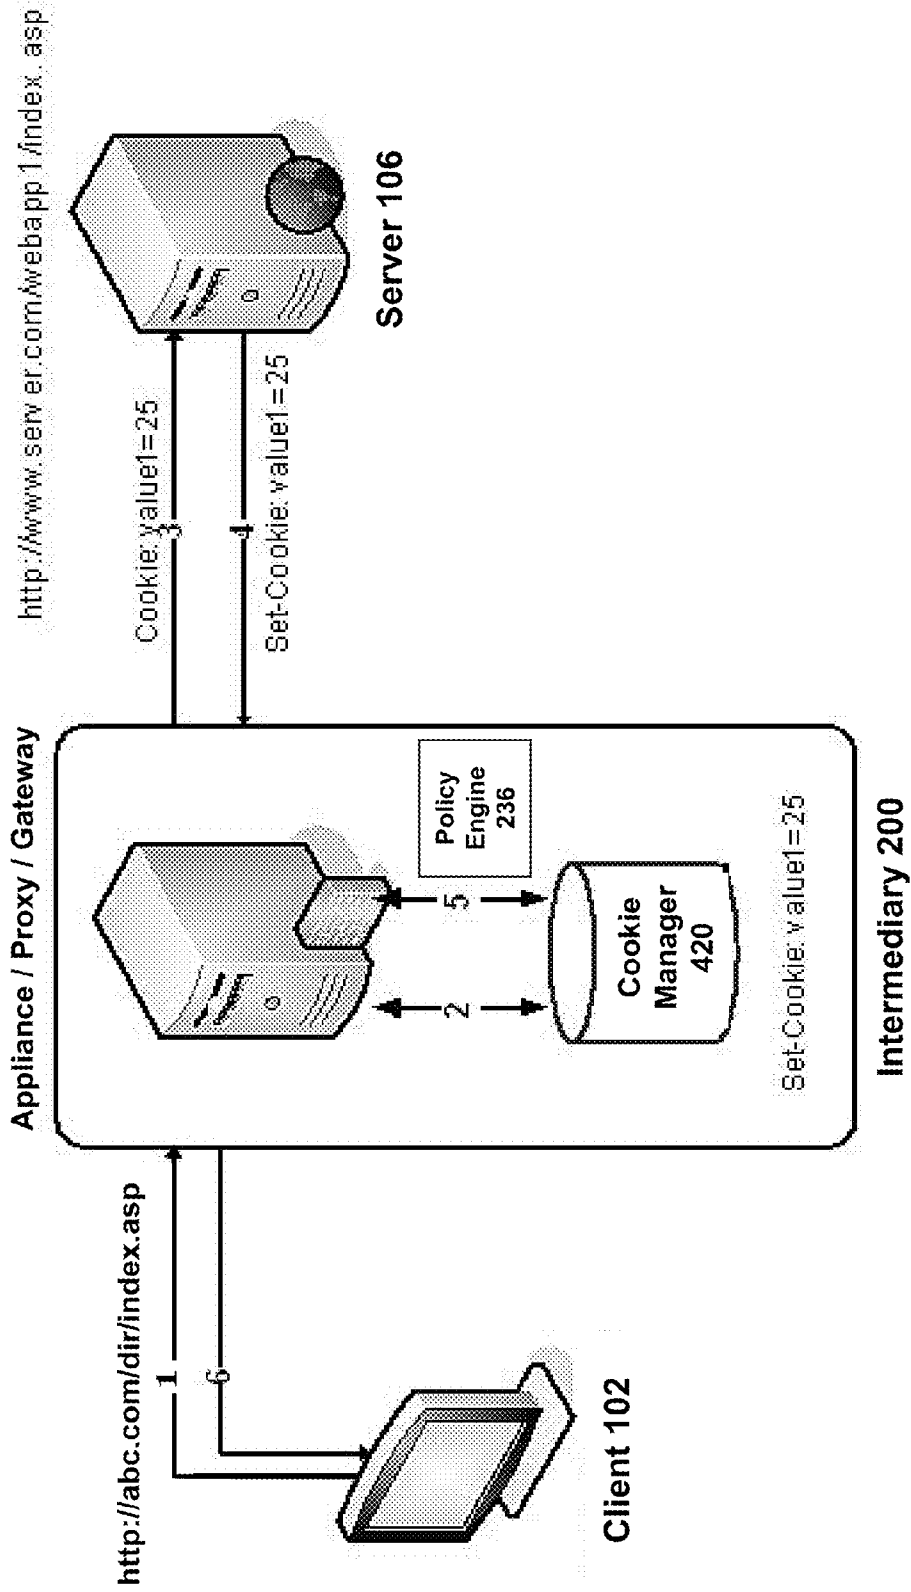 Appliance / Proxy / Gateway
http://www.server.com/webapp1/index.asp
http://abc.com/dir/index.asp
1
6
Cookie: value1=25
3
4
Set-Cookie: value1=25
Policy
Engine
236
2
5
Cookie
Manager
420
Set-Cookie: value1=25
Client 102
Intermediary 200
Server 106